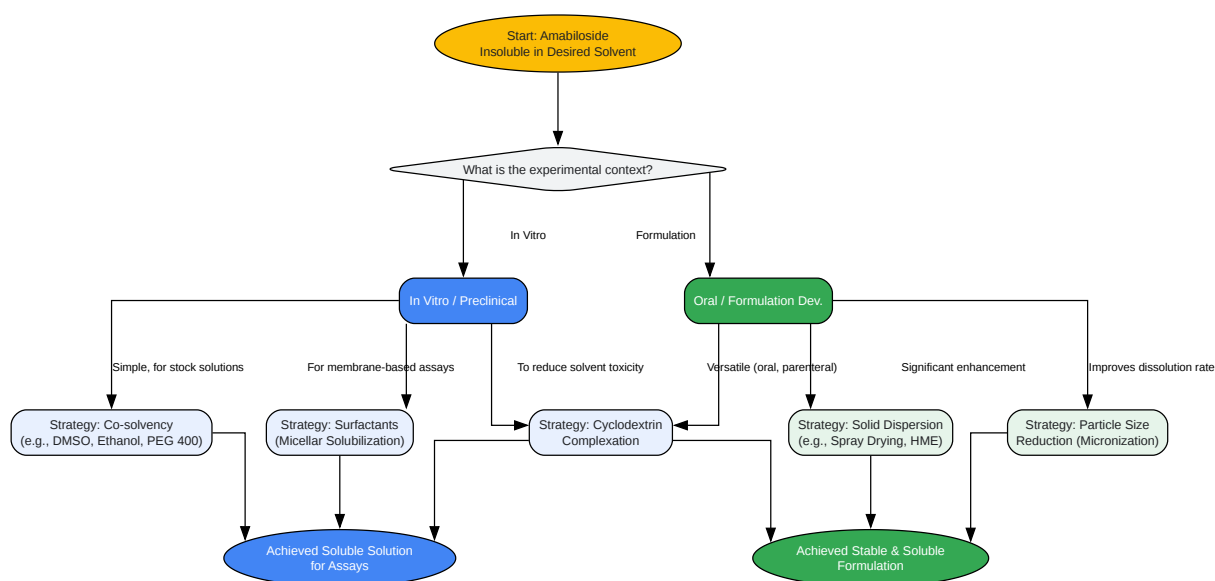 Start: Amabiloside
Insoluble in Desired Solvent
What is the experimental context?
In Vitro
Formulation
In Vitro / Preclinical
Oral / Formulation Dev.
Simple, for stock solutions
For membrane-based assays
To reduce solvent toxicity
Versatile (oral, parenteral)
Significant enhancement
Improves dissolution rate
Strategy: Co-solvency
(e.g., DMSO, Ethanol, PEG 400)
Strategy: Surfactants
(Micellar Solubilization)
Strategy: Cyclodextrin
Complexation
Strategy: Solid Dispersion
(e.g., Spray Drying, HME)
Strategy: Particle Size
Reduction (Micronization)
Achieved Soluble Solution
for Assays
Achieved Stable & Soluble
Formulation